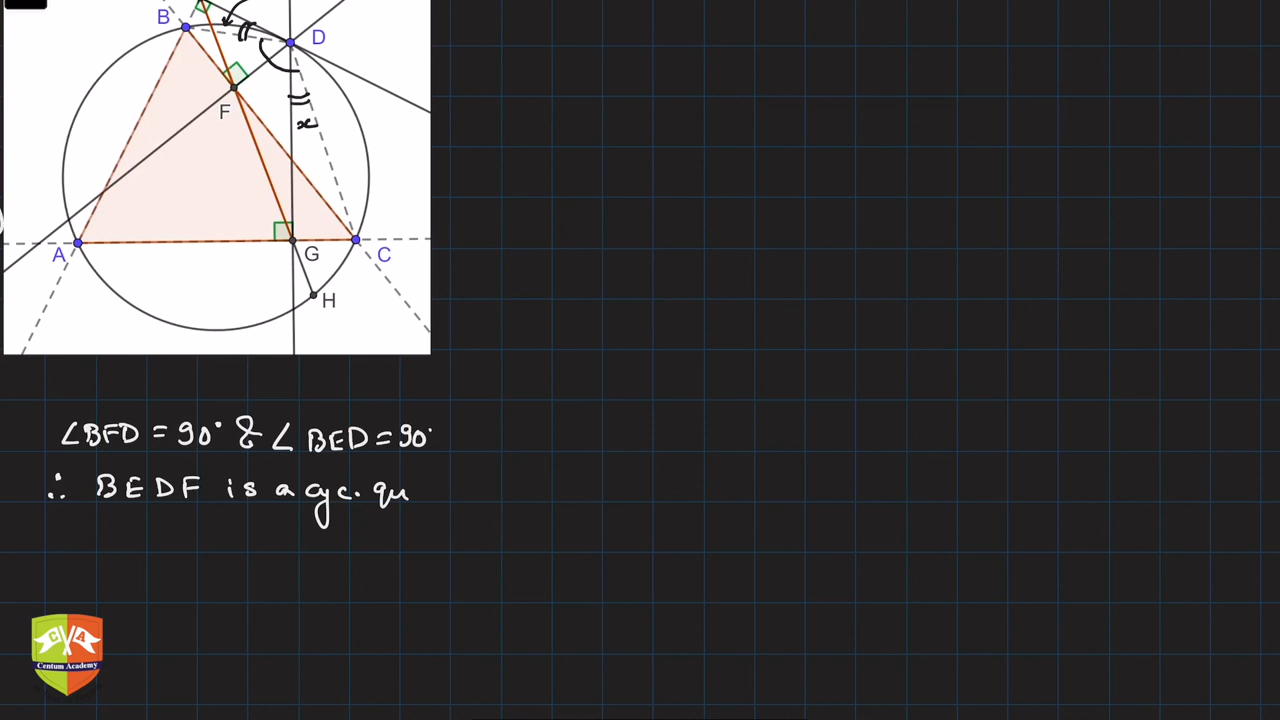 B
D
F
x
A
G
C
H
∠BFD = 90° & ∠BED = 90°
∴ BEDF is a cyc. qu
C A
Centum Academy